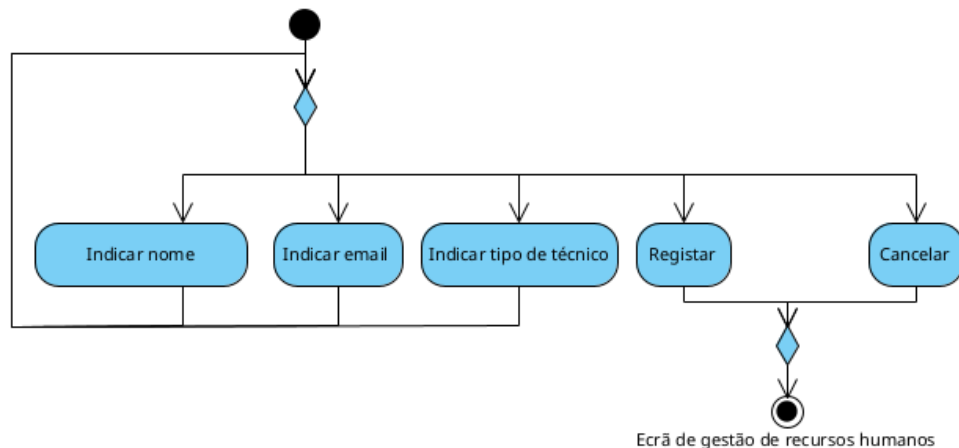 Indicar nome
Indicar email
Indicar tipo de técnico
Registar
Cancelar
Ecrã de gestão de recursos humanos